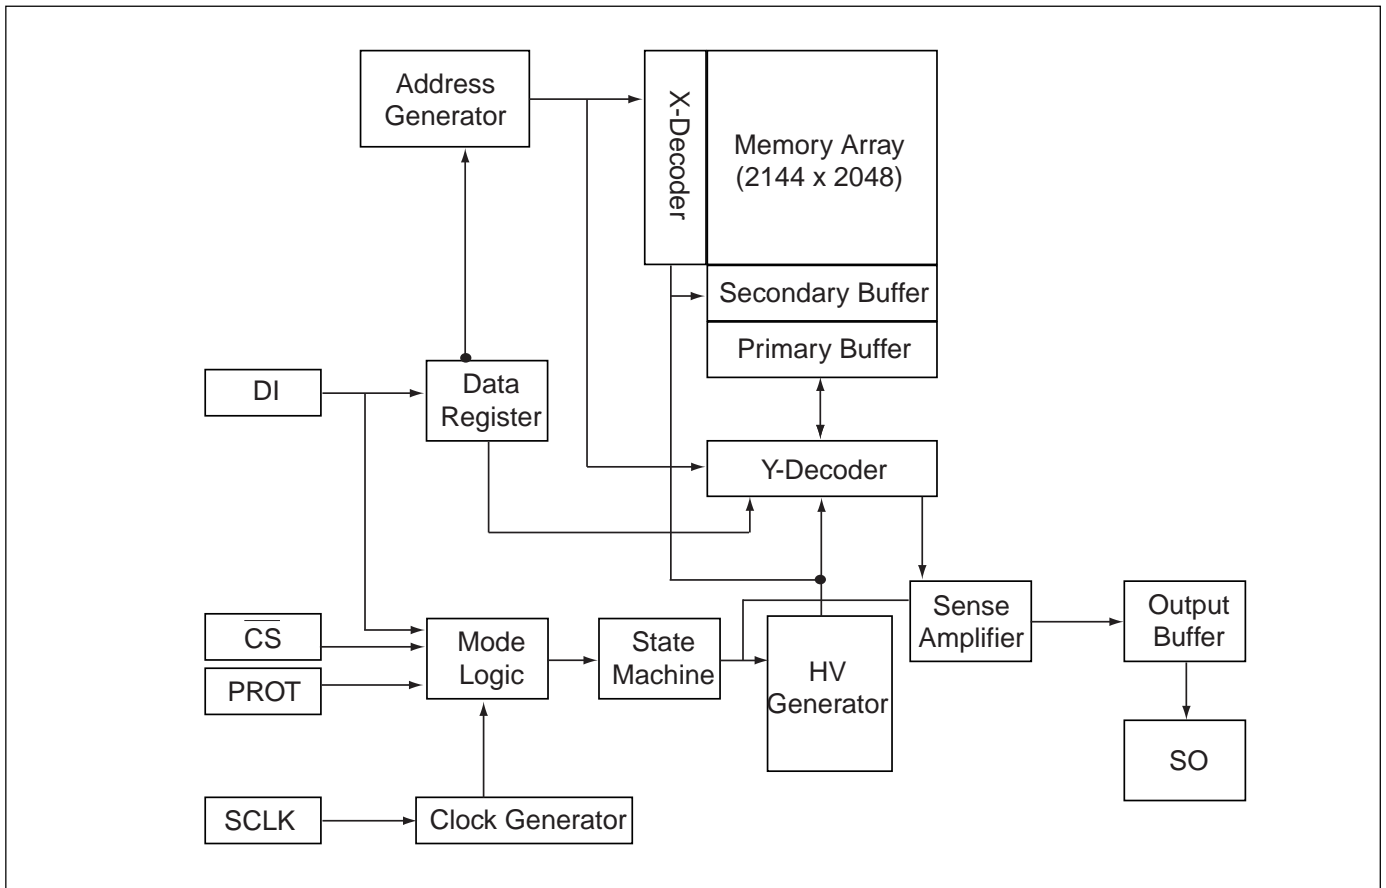 Address
Generator
X-Decoder
Memory Array
(2144 x 2048)
Secondary Buffer
Primary Buffer
DI
Data
Register
Y-Decoder
CS
PROT
Mode
Logic
State
Machine
HV
Generator
Sense
Amplifier
Output
Buffer
SO
SCLK
Clock Generator